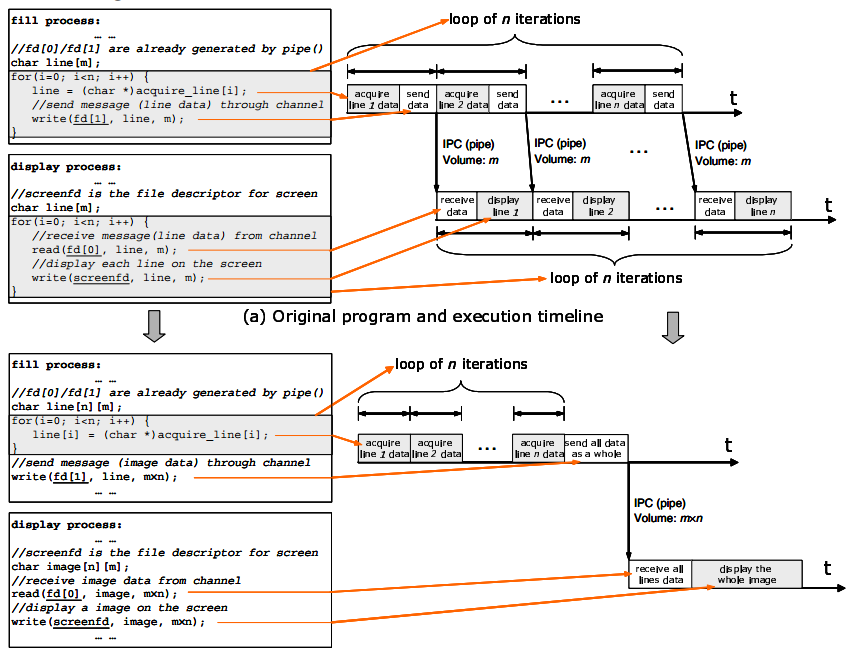 fill process:
… …
//fd[0]/fd[1] are already generated by pipe()
char line[m];
for(i=0; i<n; i++) {
line = (char *)acquire_line[i];
//send message (line data) through channel
write(fd[1], line, m);
}
display process:
… …
//screenfd is the file descriptor for screen
char line[m];
for(i=0; i<n; i++) {
//receive message(line data) from channel
read(fd[0], line, m);
//display each line on the screen
write(screenfd, line, m);
}
loop of n iterations
acquire
line 1 data
send
data
acquire
line 2 data
send
data
...
acquire
line n data
send
data
t
IPC (pipe)
Volume: m
IPC (pipe)
Volume: m
...
IPC (pipe)
Volume: m
receive
data
display
line 1
receive
data
display
line 2
...
receive
data
display
line n
t
loop of n iterations
(a) Original program and execution timeline
fill process:
… …
//fd[0]/fd[1] are already generated by pipe()
char line[n][m];
for(i=0; i<n; i++) {
line[i] = (char *)acquire_line[i];
}
//send message (image data) through channel
write(fd[1], line, m×n);
… …
display process:
… …
//screenfd is the file descriptor for screen
char image[n][m];
//receive image data from channel
read(fd[0], image, m×n);
//display a image on the screen
write(screenfd, image, m×n);
… …
loop of n iterations
acquire
line 1 data
acquire
line 2 data
...
acquire
line n data
send all data
as a whole
t
IPC (pipe)
Volume: m×n
receive all
lines data
display the
whole image
t